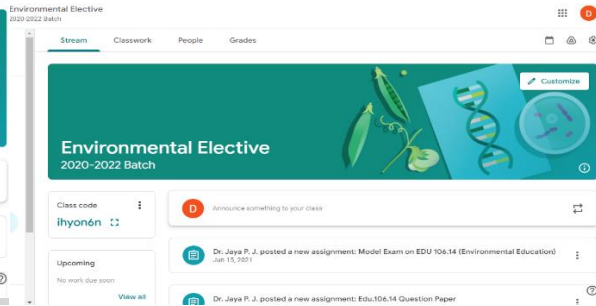 Environmental Elective
2020-2022 Batch
D
Stream Classwork People Grades
Customize
Environmental Elective
2020-2022 Batch
Class code
ihyon6n
D
Announce something to your class
Upcoming
No work due soon
View all
Dr. Jaya P. J. posted a new assignment: Model Exam on EDU 106.14 (Environmental Education)
Jun 15, 2021
Dr. Jaya P. J. posted a new assignment: Edu.106.14 Question Paper